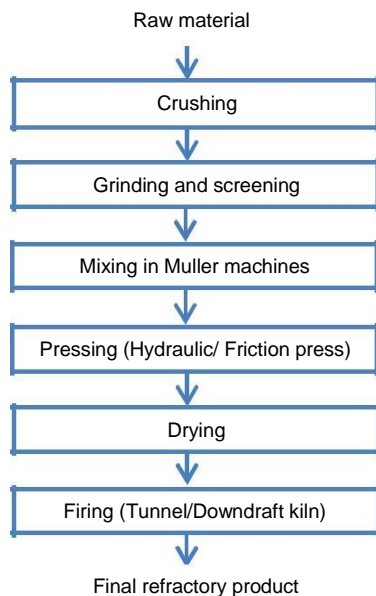 Raw material
Crushing
Grinding and screening
Mixing in Muller machines
Pressing (Hydraulic/ Friction press)
Drying
Firing (Tunnel/Downdraft kiln)
Final refractory product